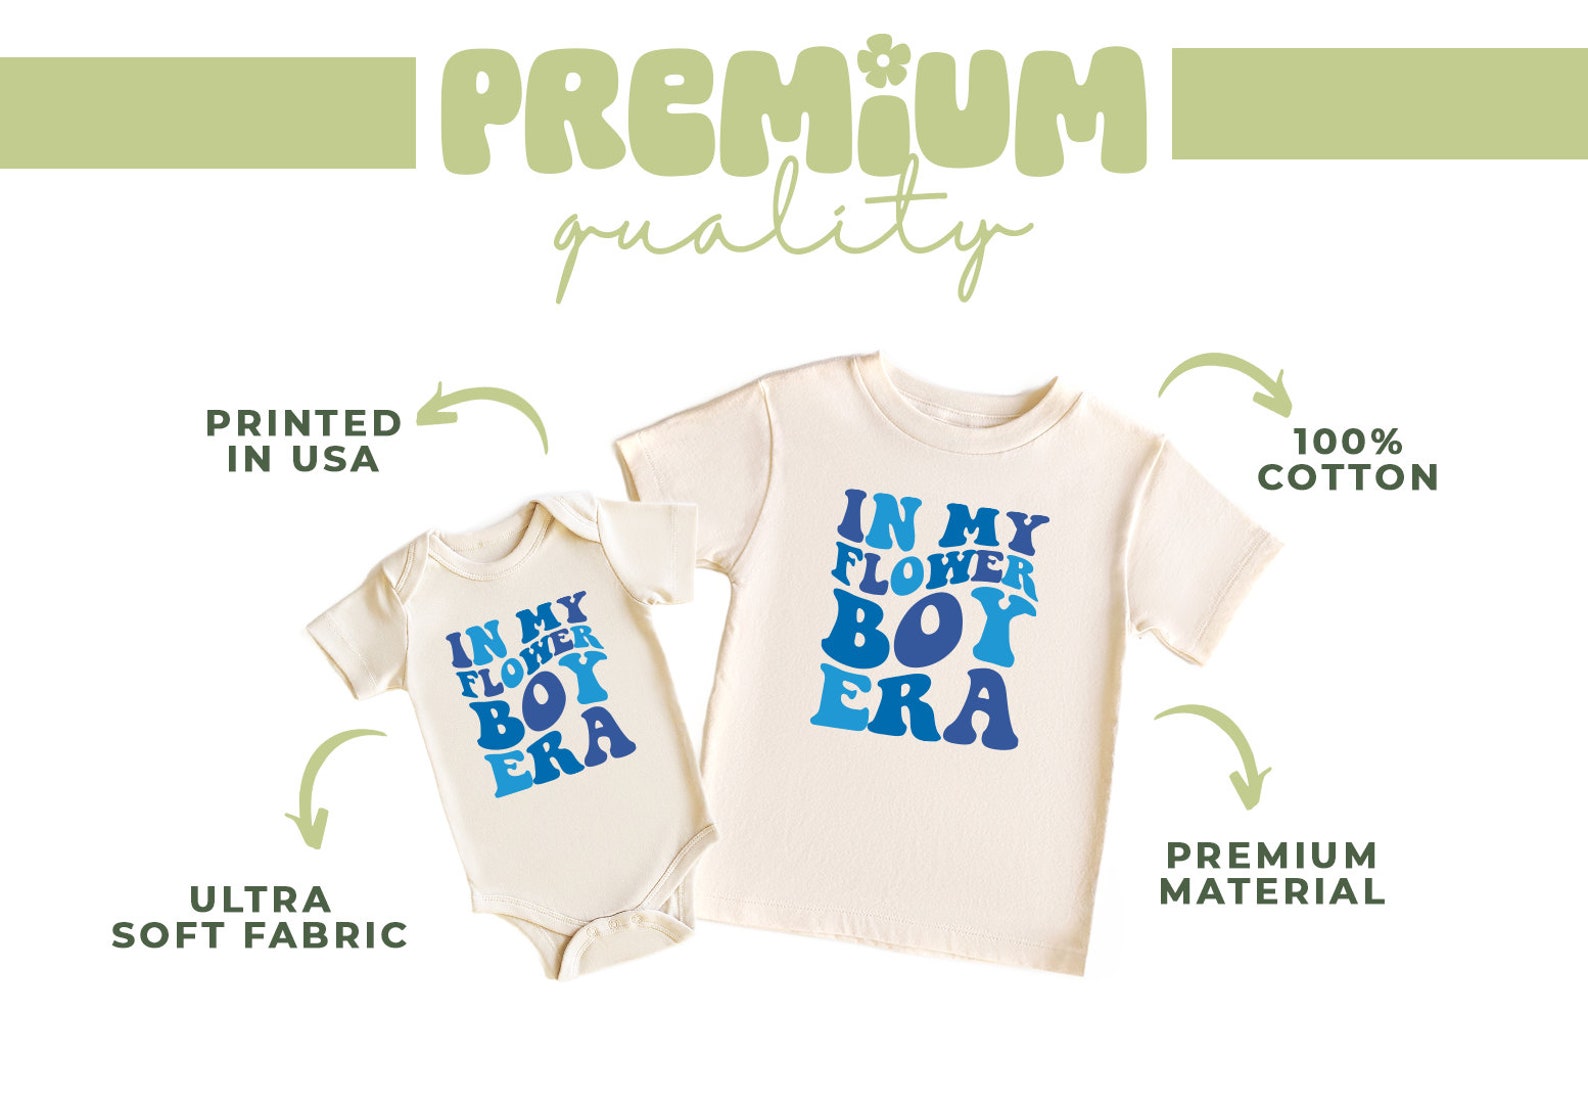 PREMIUM
quality
PRINTED
IN USA
100%
COTTON
IN MY
FLOWER
BOY
ERA
IN MY
FLOWER
BOY
ERA
ULTRA
SOFT FABRIC
PREMIUM
MATERIAL